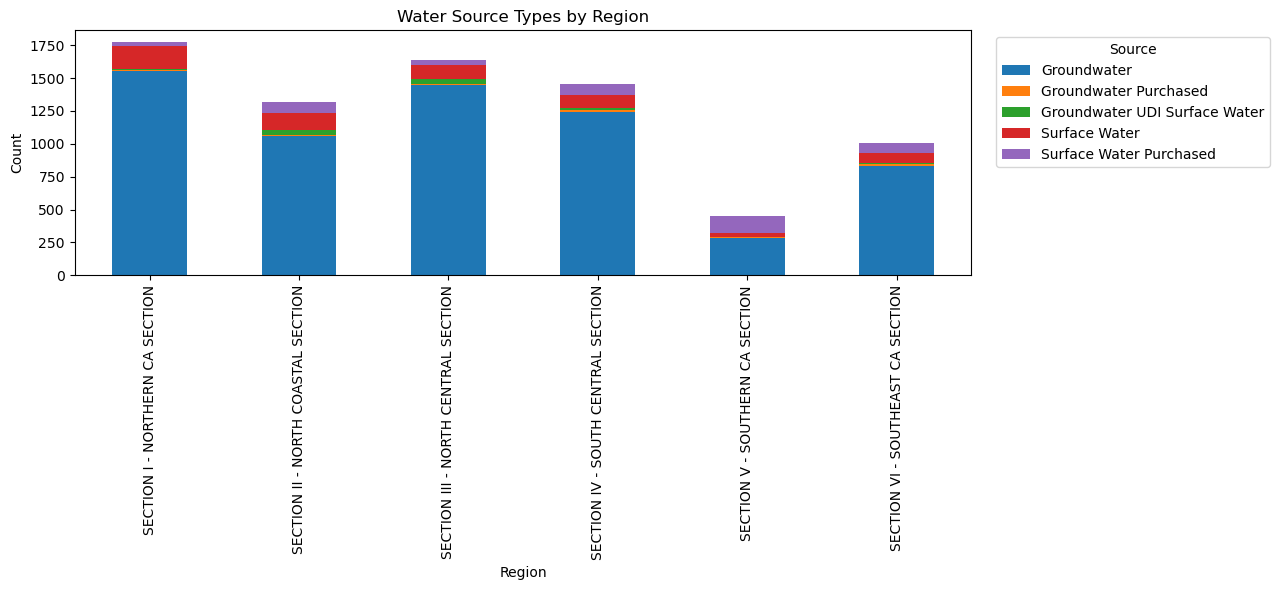 Water Source Types by Region
Count
1750
1500
1250
1000
750
500
250
0
SECTION I - NORTHERN CA SECTION
SECTION II - NORTH COASTAL SECTION
SECTION III - NORTH CENTRAL SECTION
SECTION IV - SOUTH CENTRAL SECTION
SECTION V - SOUTHERN CA SECTION
SECTION VI - SOUTHEAST CA SECTION
Region
Source
Groundwater
Groundwater Purchased
Groundwater UDI Surface Water
Surface Water
Surface Water Purchased